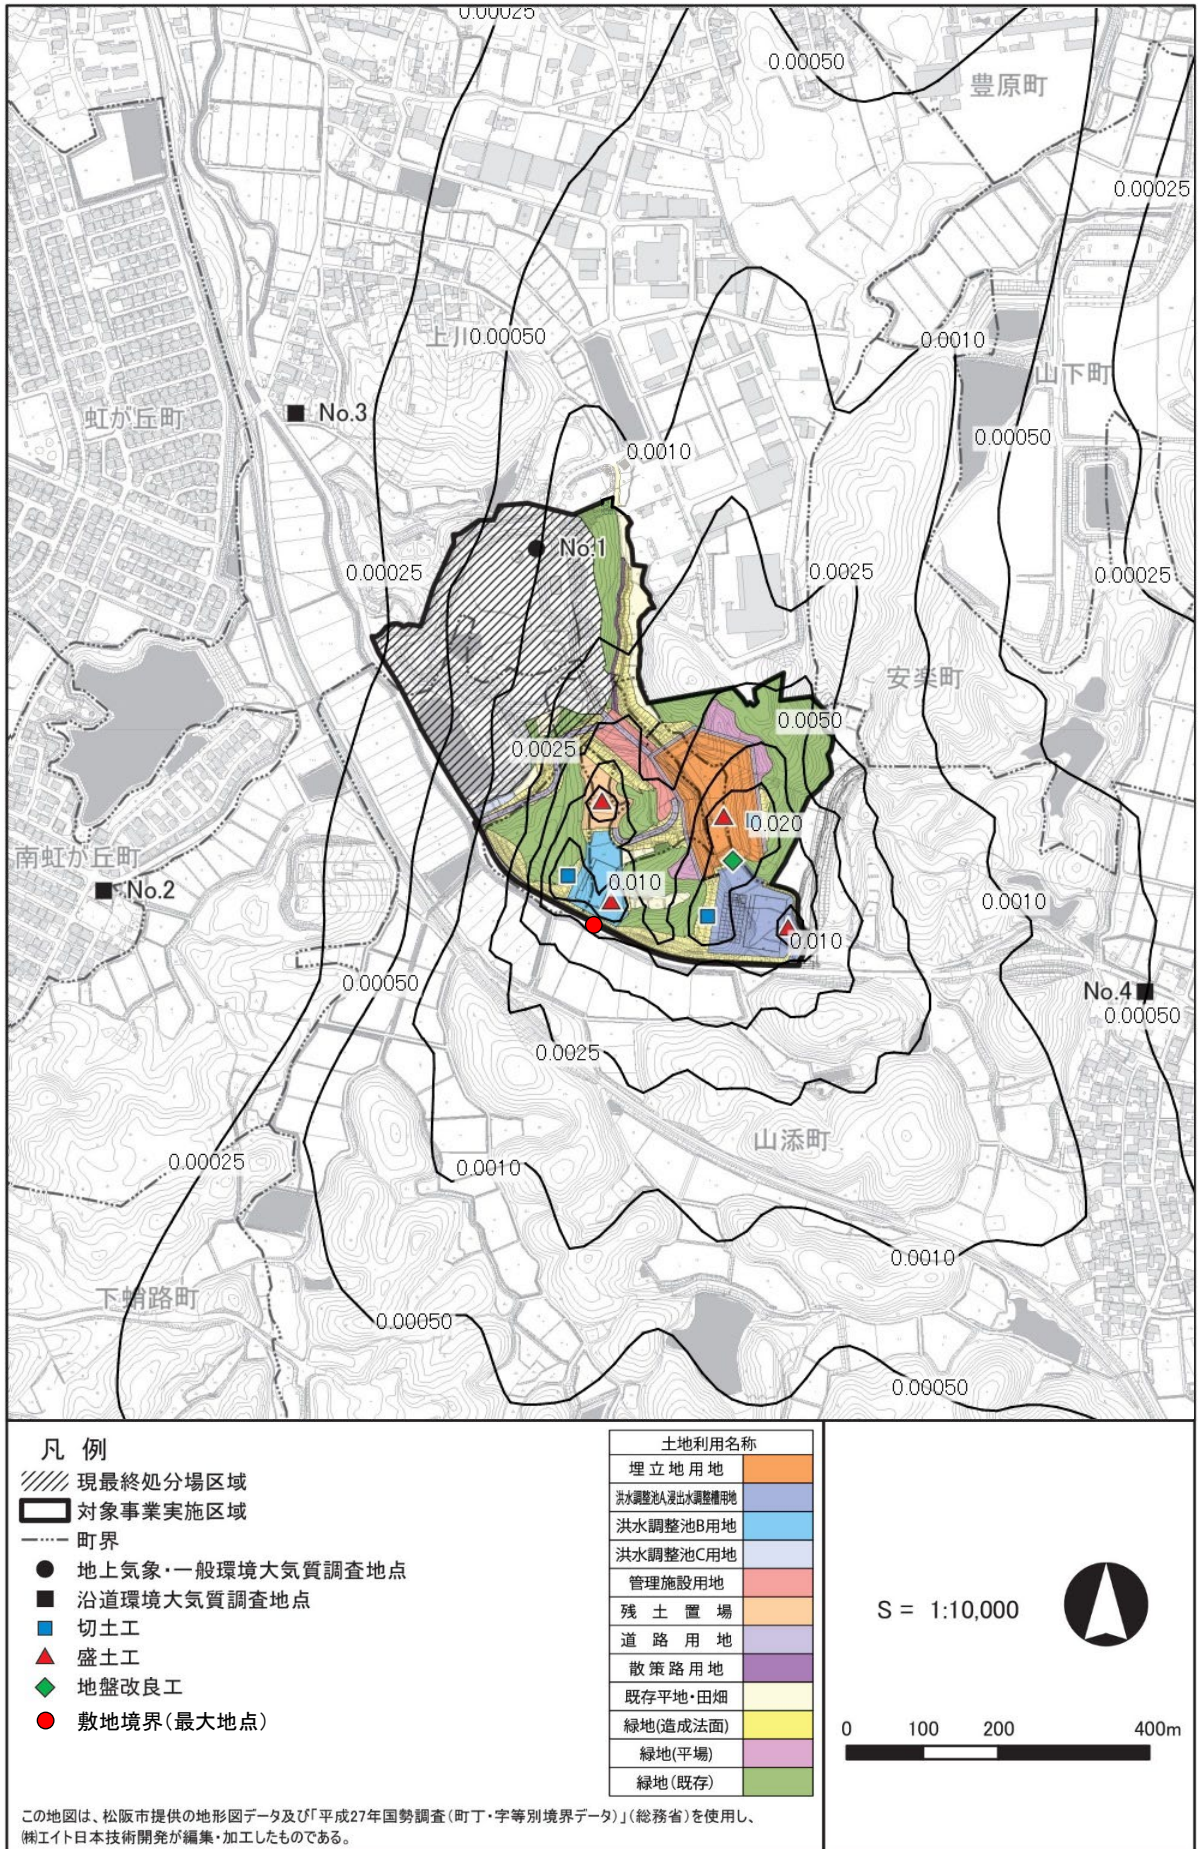 0.00025
0.00050
豊原町
0.00025
上川
0.00050
0.0010
山下町
虹が丘町
No.3
0.00050
0.0010
No.1
0.00025
0.0025
0.00025
安楽町
0.0050
0.0025
0.020
南虹が丘町
No.2
0.010
0.0010
0.010
0.00050
No.4
0.00050
0.0025
山添町
0.00025
0.0010
0.0010
下蛸路町
0.00050
0.00050
凡 例
現最終処分場区域
対象事業実施区域
町界
地上気象・一般環境大気質調査地点
沿道環境大気質調査地点
切土工
盛土工
地盤改良工
敷地境界(最大地点)
土地利用名称
埋立地用地
洪水調整池A,浸出水調整槽用地
洪水調整池B用地
洪水調整池C用地
管理施設用地
残土置場
道路用地
散策路用地
既存平地・田畑
緑地(造成法面)
緑地(平場)
緑地(既存)
S = 1:10,000
0 100 200 400m
この地図は、松阪市提供の地形図データ及び「平成27年国勢調査(町丁・字等別境界データ)」(総務省)を使用し、
㈱エイト日本技術開発が編集・加工したものである。